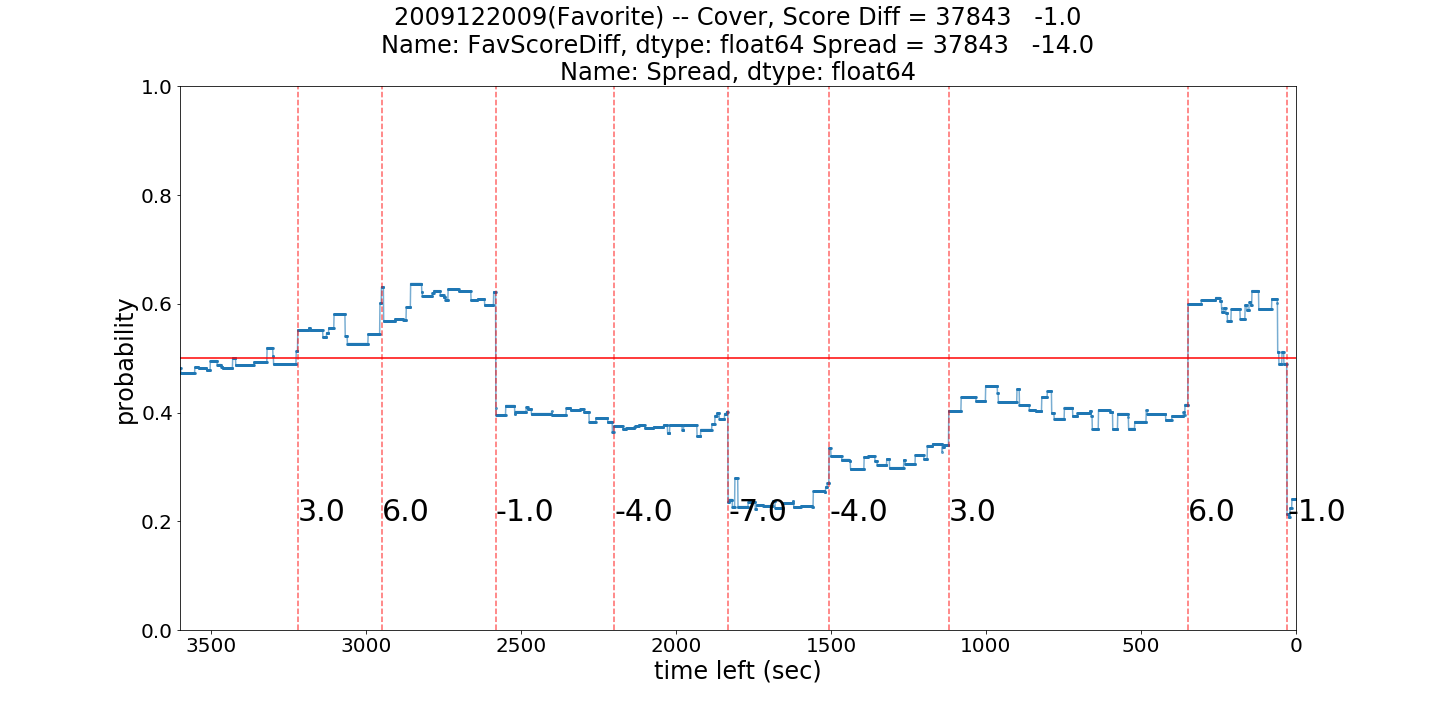 2009122009(Favorite) -- Cover, Score Diff = 37843   -1.0
Name: FavScoreDiff, dtype: float64 Spread = 37843   -14.0
Name: Spread, dtype: float64
1.0
0.8
0.6
0.4
0.2
0.0
probability
3.0 6.0 -1.0 -4.0 -7.0 -4.0 3.0 6.0 -1.0
3500 3000 2500 2000 1500 1000 500 0
time left (sec)